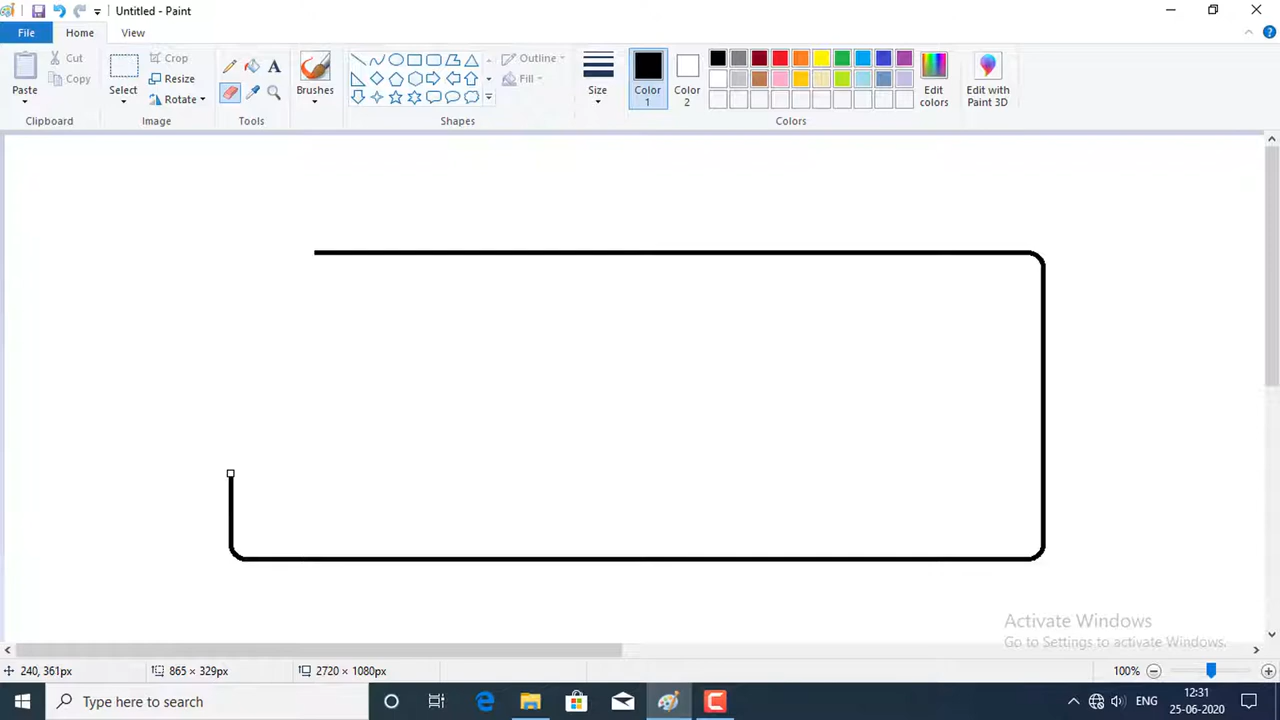 Untitled - Paint
File Home View
Paste
Cut
Copy
Clipboard
Select
Crop
Resize
Rotate
Image
A
Tools
Brushes
Outline
Fill
Shapes
Size
Color 1
Color 2
Edit colors
Edit with Paint 3D
Colors
Activate Windows
Go to Settings to activate Windows.
240, 361px 865 × 329px 2720 × 1080px 100%
Type here to search
ENG
12:31
25-06-2020